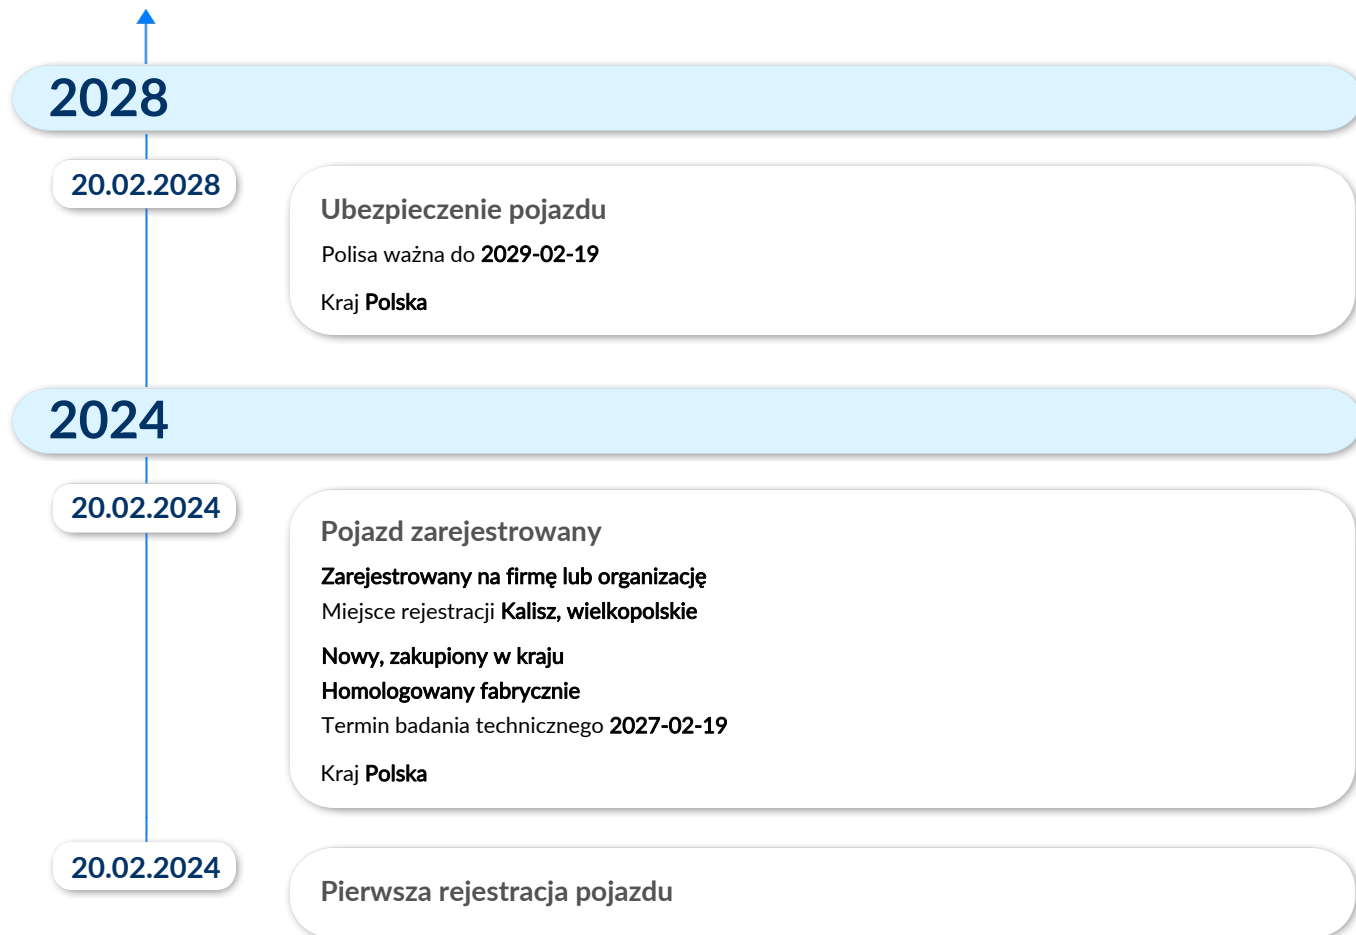 2028
20.02.2028
Ubezpieczenie pojazdu
Polisa ważna do 2029-02-19
Kraj Polska
2024
20.02.2024
Pojazd zarejestrowany
Zarejestrowany na firmę lub organizację
Miejsce rejestracji Kalisz, wielkopolskie
Nowy, zakupiony w kraju
Homologowany fabrycznie
Termin badania technicznego 2027-02-19
Kraj Polska
20.02.2024
Pierwsza rejestracja pojazdu